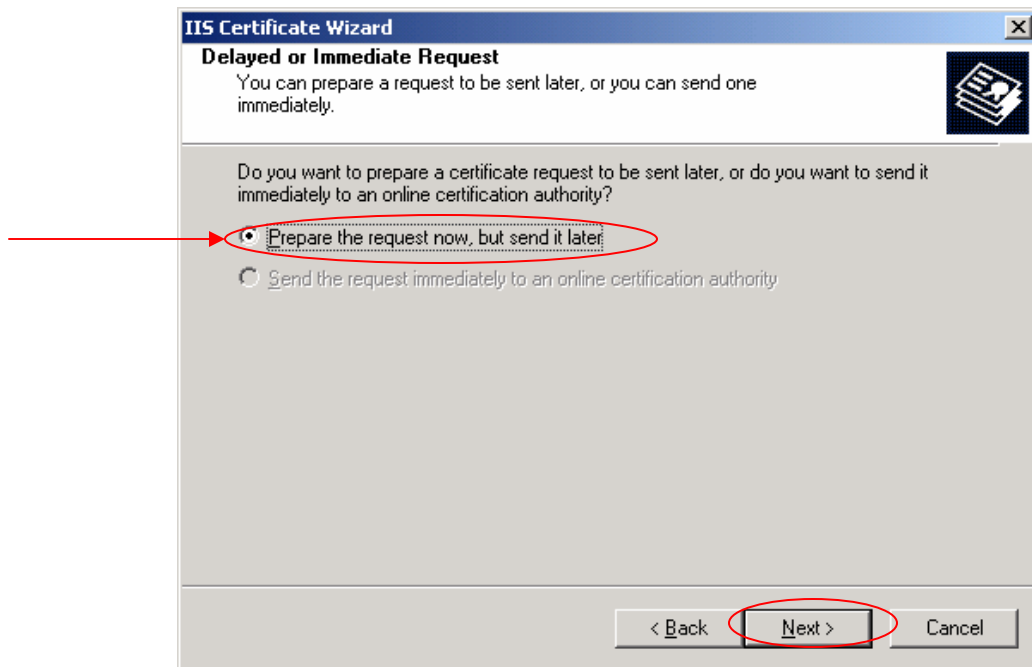 IIS Certificate Wizard
Delayed or Immediate Request
You can prepare a request to be sent later, or you can send one
immediately.
Do you want to prepare a certificate request to be sent later, or do you want to send it
immediately to an online certification authority?
Prepare the request now, but send it later
Send the request immediately to an online certification authority
< Back Next > Cancel